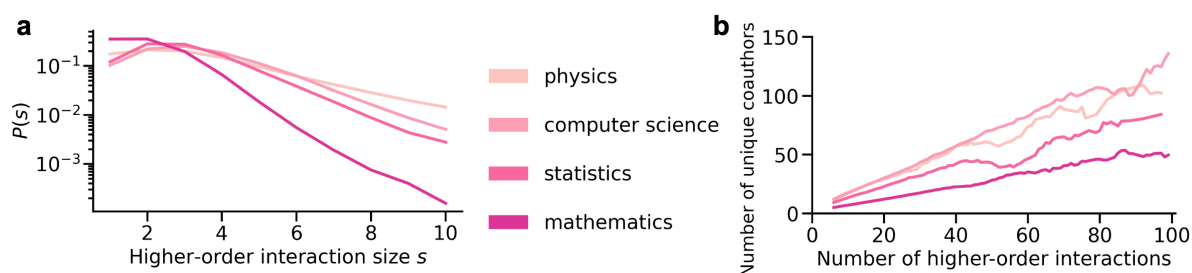 a
P(s)
10⁻¹
10⁻²
10⁻³
2 4 6 8 10
Higher-order interaction size s
physics
computer science
statistics
mathematics
b
Number of unique coauthors
150
100
50
0
0 20 40 60 80 100
Number of higher-order interactions